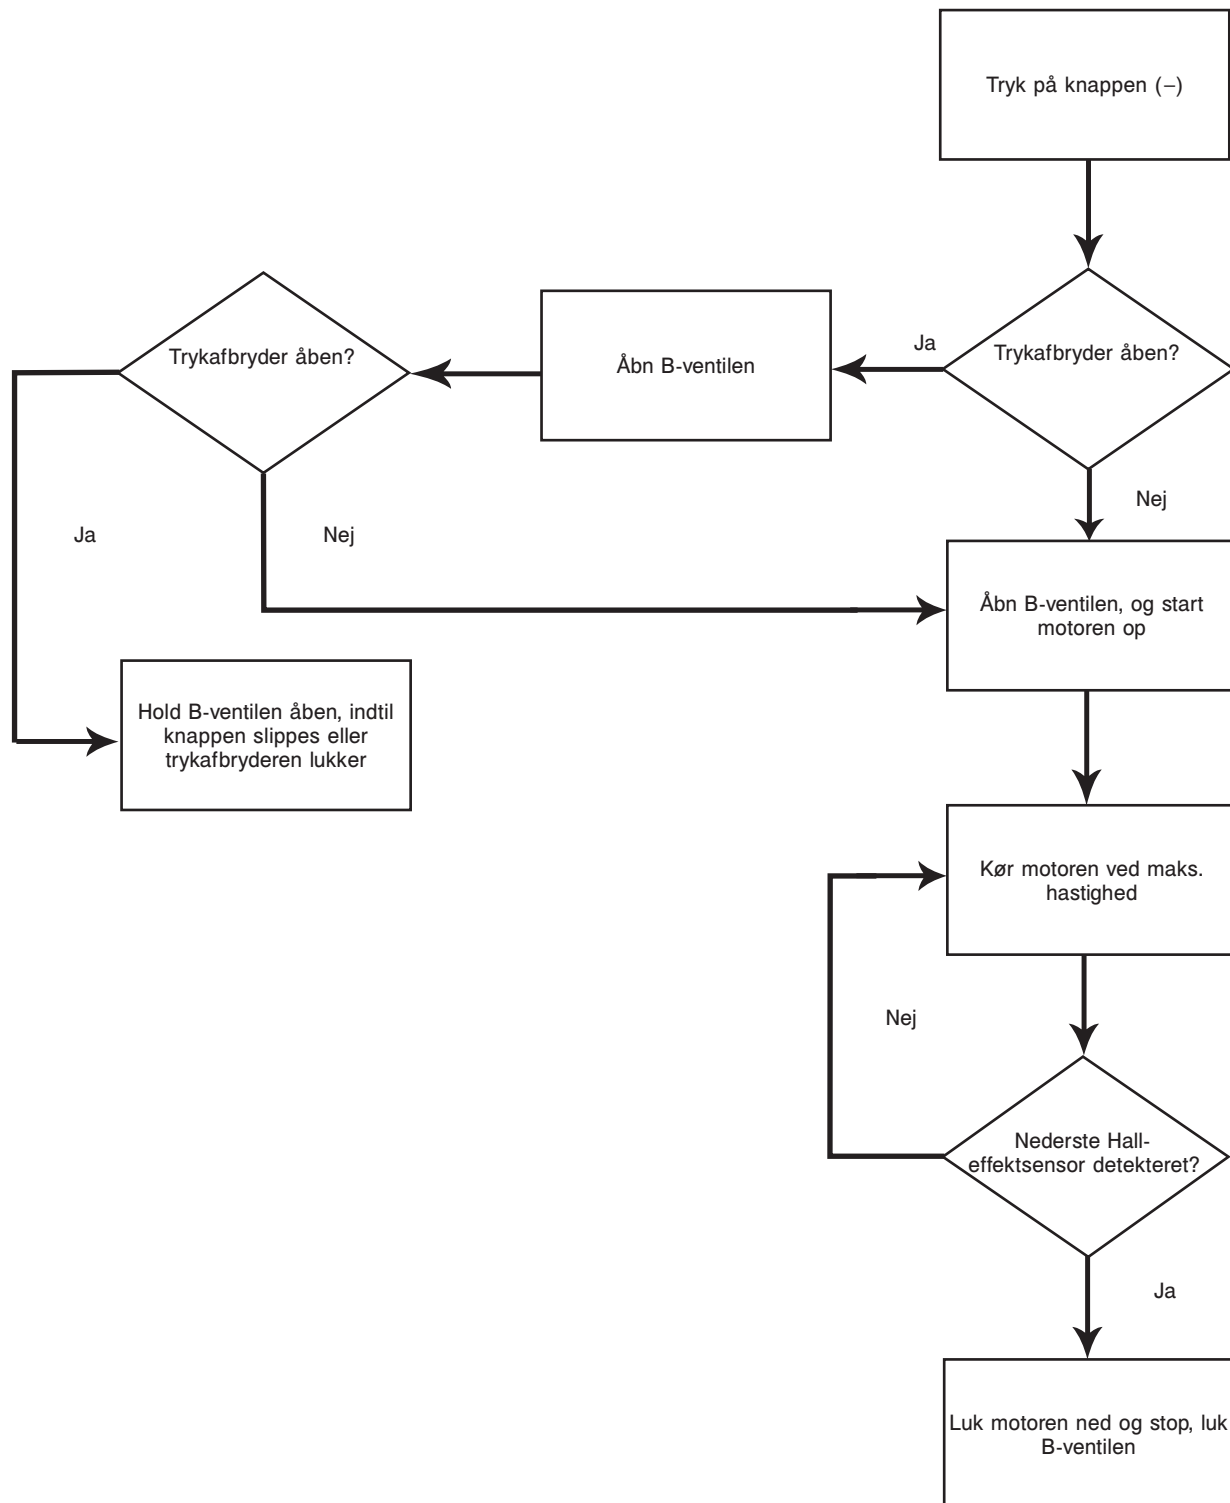 Tryk på knappen (–)
Trykafbryder åben?
Ja
Åbn B-ventilen
Trykafbryder åben?
Nej
Ja
Nej
Åbn B-ventilen, og start
motoren op
Hold B-ventilen åben, indtil
knappen slippes eller
trykafbryderen lukker
Kør motoren ved maks.
hastighed
Nej
Nederste Hall-
effektsensor detekteret?
Ja
Luk motoren ned og stop, luk
B-ventilen